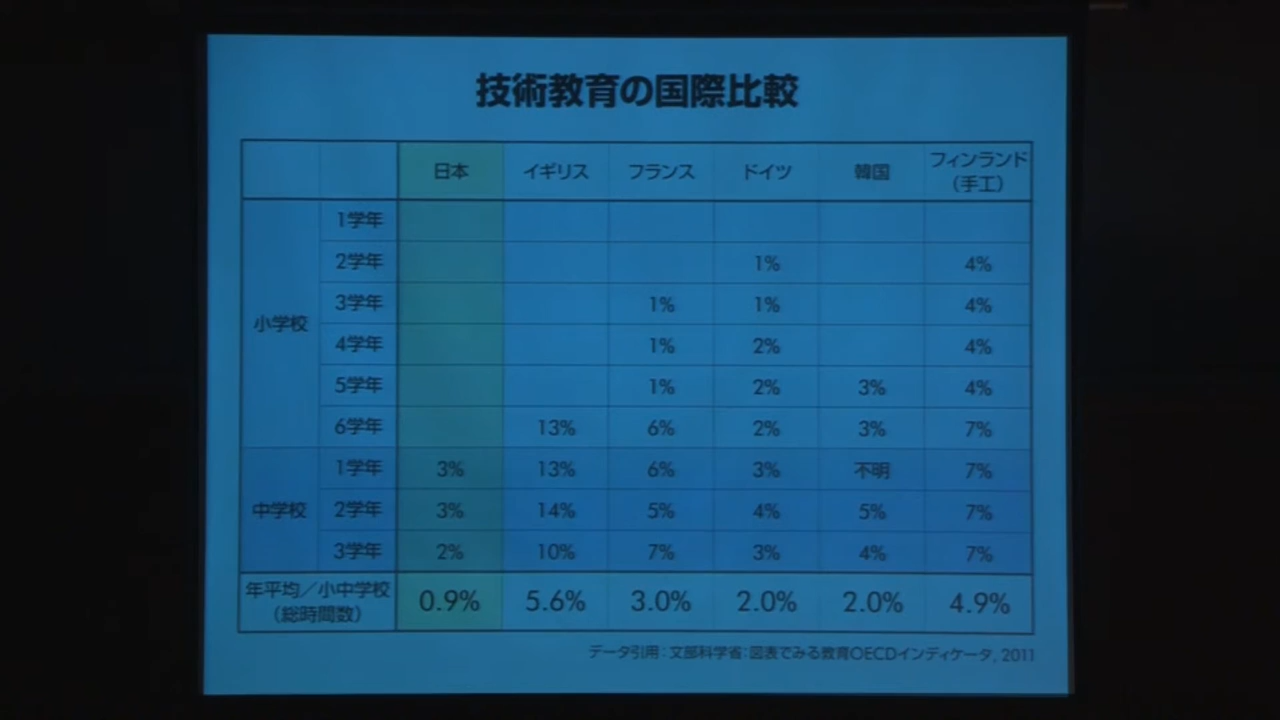 技術教育の国際比較
日本 イギリス フランス ドイツ 韓国 フィンランド
（手工）
小学校
1学年
2学年 1% 4%
3学年 1% 1% 4%
4学年 1% 2% 4%
5学年 1% 2% 3% 4%
6学年 13% 6% 2% 3% 7%
中学校
1学年 3% 13% 6% 3% 不明 7%
2学年 3% 14% 5% 4% 5% 7%
3学年 2% 10% 7% 3% 4% 7%
年平均／小中学校
（総時間数） 0.9% 5.6% 3.0% 2.0% 2.0% 4.9%
データ引用：文部科学省：図表でみる教育OECDインディケータ, 2011